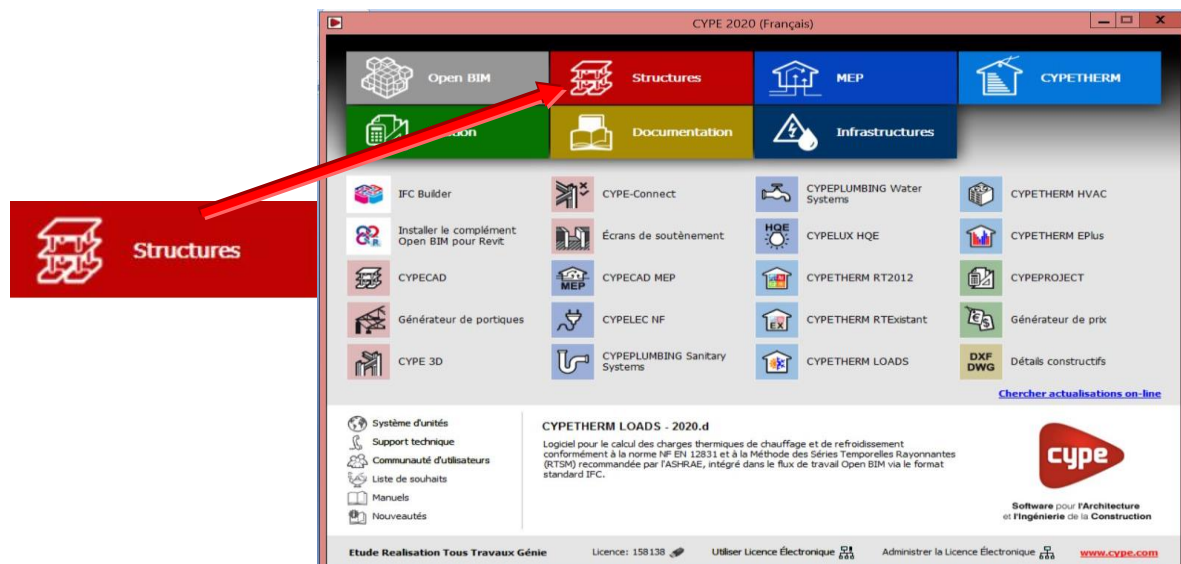 CYPE 2020 (Français)
Open BIM
Structures
MEP
CYPETHERM
Documentation
Infrastructures
Structures
IFC Builder
CYPE-Connect
CYPEPLUMBING Water
Systems
CYPETHERM HVAC
Installer le complément
Open BIM pour Revit
Écrans de soutènement
HQE
CYPELUX HQE
CYPETHERM EPlus
CYPECAD
MEP
CYPECAD MEP
CYPETHERM RT2012
CYPEPROJECT
Générateur de portiques
CYPELEC NF
EX
CYPETHERM RTExistant
Générateur de prix
CYPE 3D
CYPEPLUMBING Sanitary
Systems
CYPETHERM LOADS
DXF
DWG
Détails constructifs
Chercher actualisations on-line
Système d'unités
Support technique
Communauté d'utilisateurs
Liste de souhaits
Manuels
Nouveautés
CYPETHERM LOADS - 2020.d
Logiciel pour le calcul des charges thermiques de chauffage et de refroidissement
conformément à la norme NF EN 12831 et à la Méthode des Séries Temporelles Rayonnantes
(RTSM) recommandée par l'ASHRAE, intégré dans le flux de travail Open BIM via le format
standard IFC.
cype
Software pour l'Architecture
et l'Ingénierie de la Construction
Etude Realisation Tous Travaux Génie
Licence: 158138
Utiliser Licence Électronique
Administrer la Licence Électronique
www.cype.com